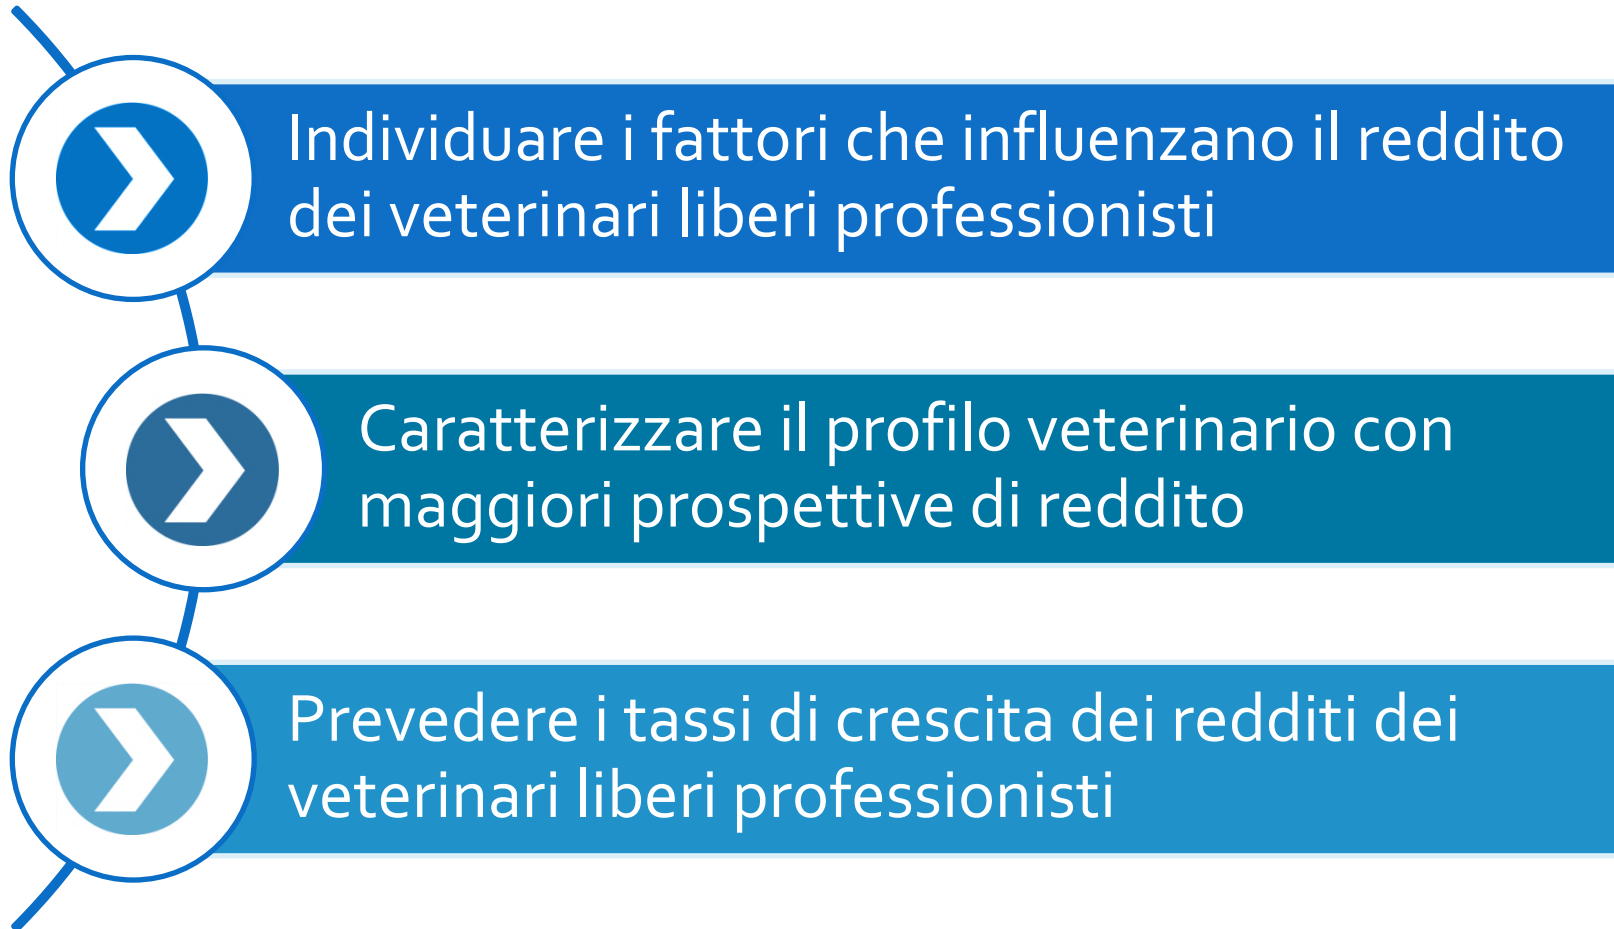 Individuare i fattori che influenzano il reddito
dei veterinari liberi professionisti
Caratterizzare il profilo veterinario con
maggiori prospettive di reddito
Prevedere i tassi di crescita dei redditi dei
veterinari liberi professionisti